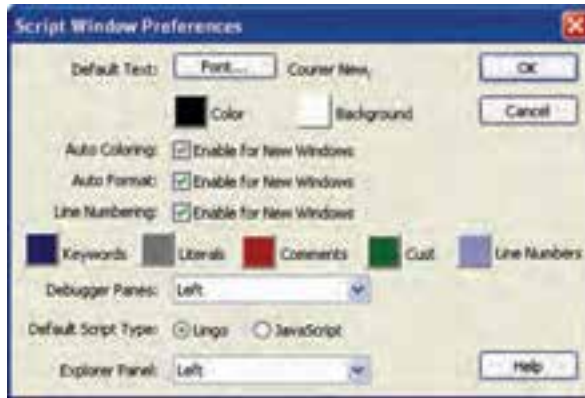 Script Window Preferences
Default Text: Font... Courier New, OK
Color Background Cancel
Auto Coloring: Enable for New Windows
Auto Format: Enable for New Windows
Line Numbering: Enable for New Windows
Keywords Literals Comments Cust Line Numbers
Debugger Panes: Left
Default Script Type: Lingo JavaScript
Explorer Panel: Left Help